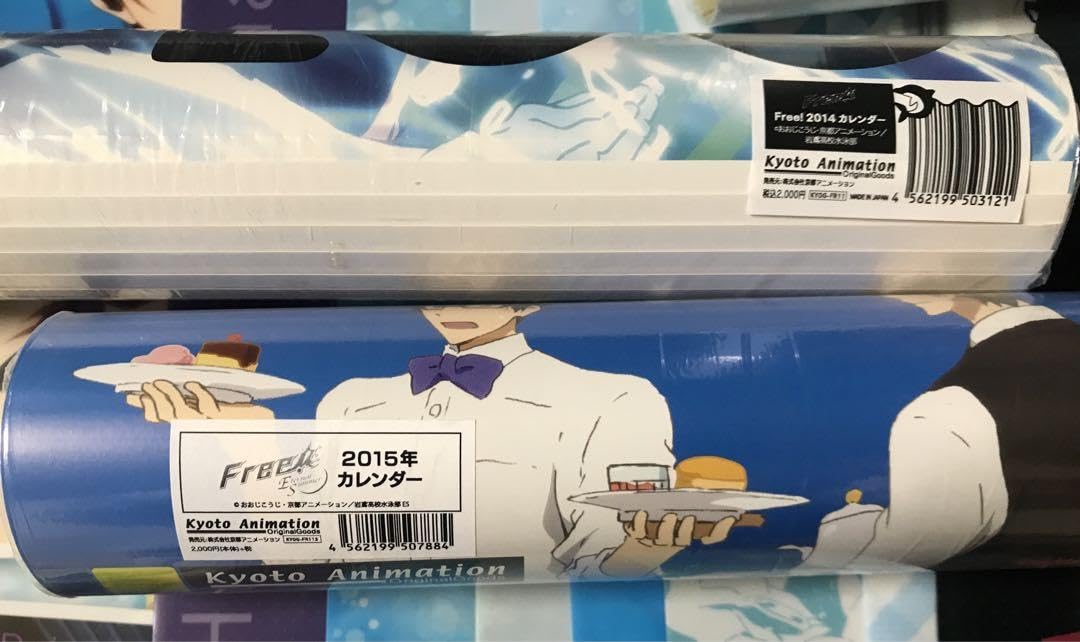 Free!
Free! 2014 カレンダー
©おおじこうじ・京都アニメーション／
岩鳶高校水泳部
Kyoto Animation
OriginalGoods
発売元:株式会社京都アニメーション
税込2,000円 KYOG-FR11 MADE IN JAPAN
4 562199 503121
Free!
Eternal
Summer
2015年
カレンダー
©おおじこうじ・京都アニメーション／岩鳶高校水泳部ES
Kyoto Animation
OriginalGoods
発売元:株式会社京都アニメーション
2,000円(本体)+税
4 562199 507884
Kyoto Animation
OriginalGoods